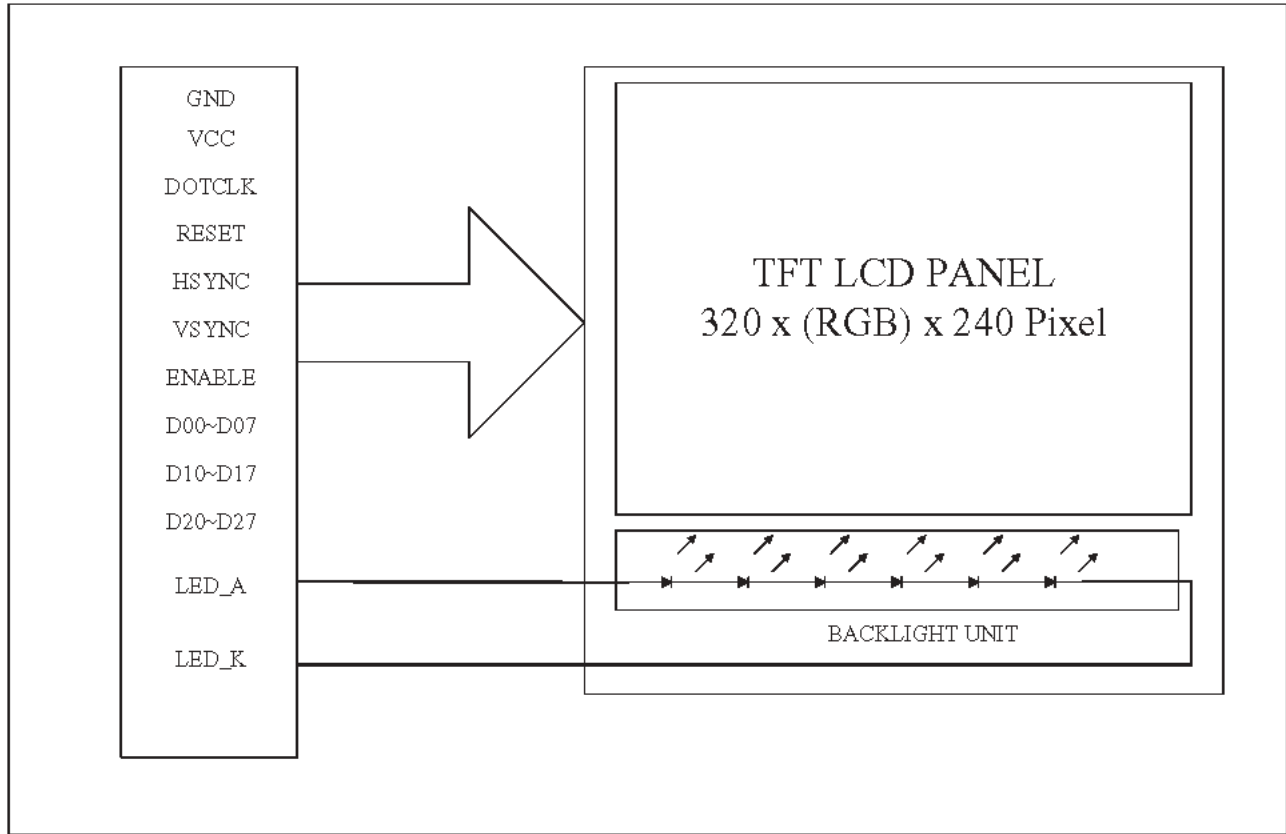 GND
VCC
DOTCLK
RESET
HSYNC
VSYNC
ENABLE
D00~D07
D10~D17
D20~D27
LED_A
LED_K
TFT LCD PANEL
320 x (RGB) x 240 Pixel
BACKLIGHT UNIT